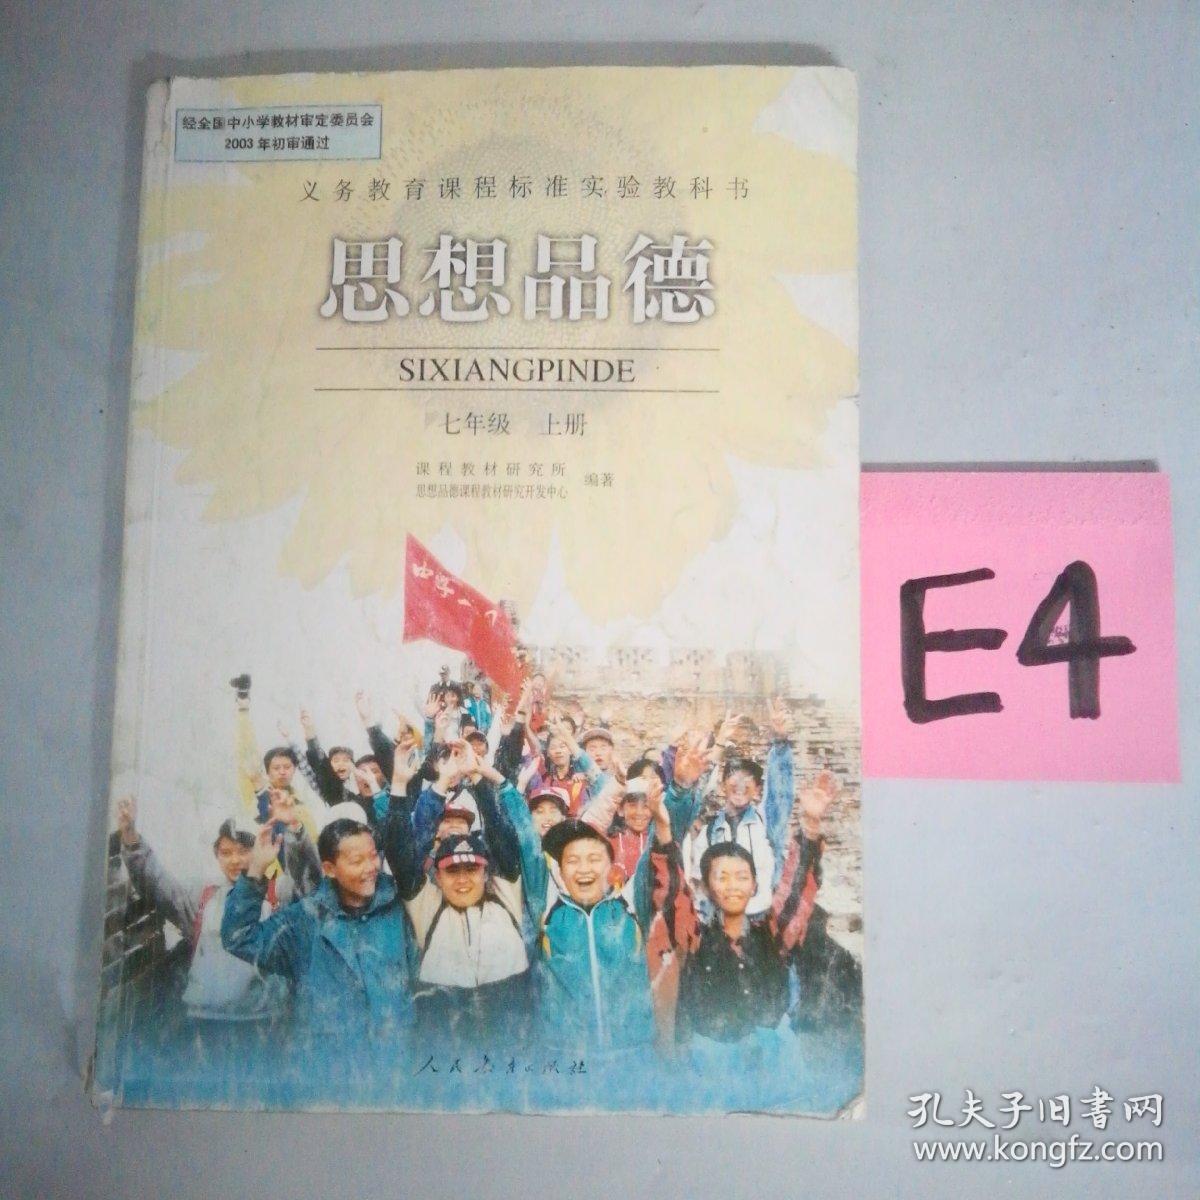 经全国中小学教材审定委员会
2003年初审通过
义务教育课程标准实验教科书
思想品德
SIXIANGPINDE
七年级 上册
课程教材研究所
思想品德课程教材研究开发中心
编著
中学一
人民教育出版社
E4
孔夫子旧书网
www.kongfz.com